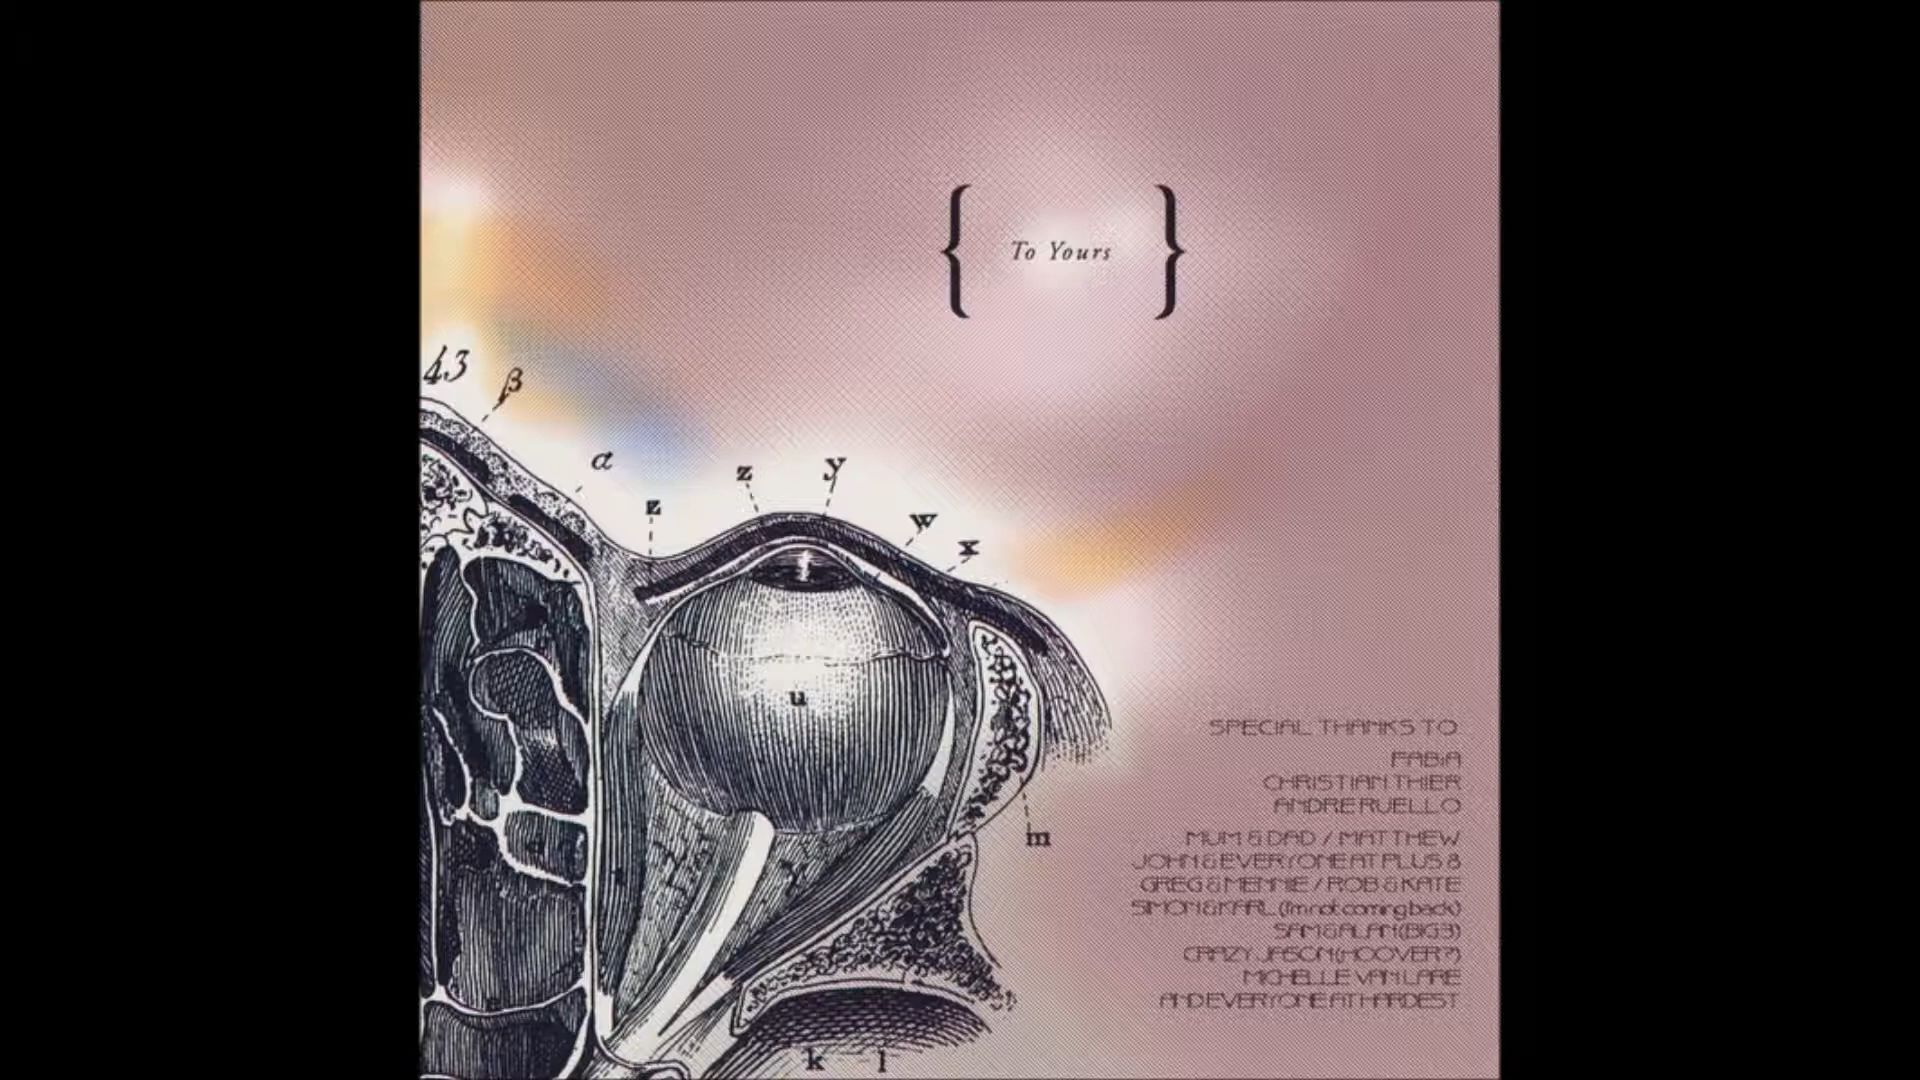 { To Yours }
43
β
α
z
z
y
w
x
u
m
k l
SPECIAL THANKS TO
FABIA
CHRISTIAN THIER
ANDRE RUELLO
MUM & DAD / MATTHEW
JOHN & EVERYONE AT PLUS 8
GREG & MENNIE / ROB & KATE
SIMON & KARL (I'm not coming back)
SAM & ALAN (BIG 3)
CRAZY JASON (HOOVER?)
MICHELLE VAN LARE
AND EVERYONE AT HARDEST